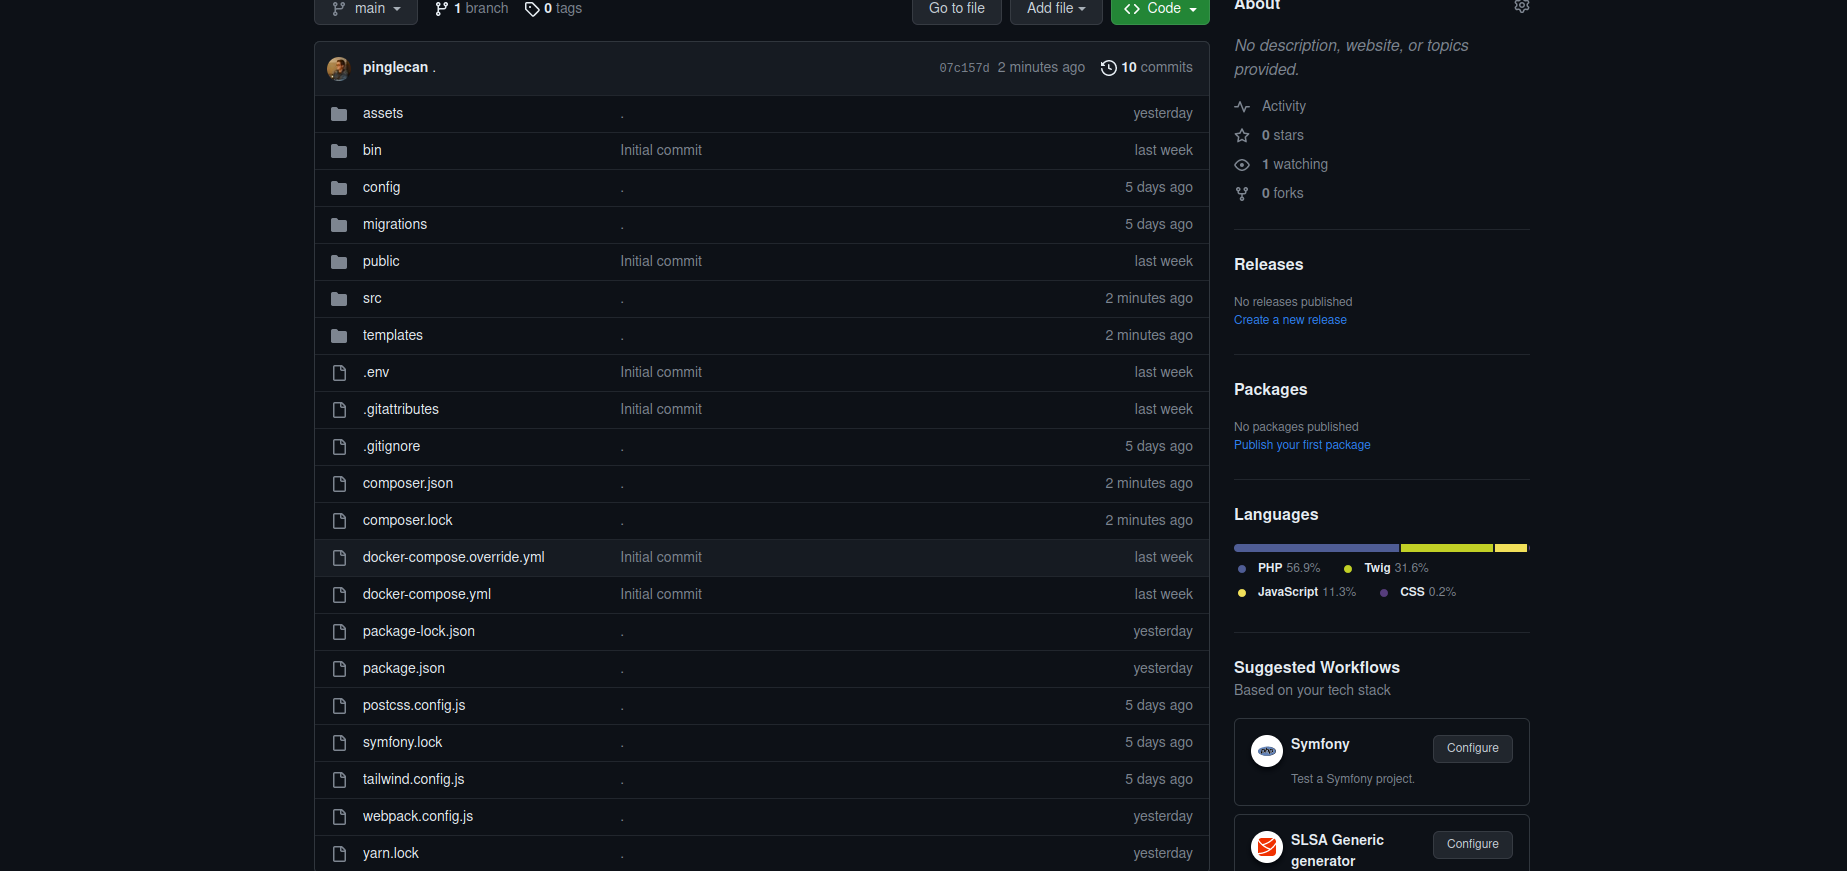 main 1 branch 0 tags Go to file Add file Code
pinglecan . 07c157d 2 minutes ago 10 commits
assets . yesterday
bin Initial commit last week
config . 5 days ago
migrations . 5 days ago
public Initial commit last week
src . 2 minutes ago
templates . 2 minutes ago
.env Initial commit last week
.gitattributes Initial commit last week
.gitignore . 5 days ago
composer.json . 2 minutes ago
composer.lock . 2 minutes ago
docker-compose.override.yml Initial commit last week
docker-compose.yml Initial commit last week
package-lock.json . yesterday
package.json . yesterday
postcss.config.js . 5 days ago
symfony.lock . 5 days ago
tailwind.config.js . 5 days ago
webpack.config.js . yesterday
yarn.lock . yesterday
About
No description, website, or topics
provided.
Activity
0 stars
1 watching
0 forks
Releases
No releases published
Create a new release
Packages
No packages published
Publish your first package
Languages
PHP 56.9% Twig 31.6%
JavaScript 11.3% CSS 0.2%
Suggested Workflows
Based on your tech stack
php
Symfony Configure
Test a Symfony project.
SLSA Generic Configure
generator